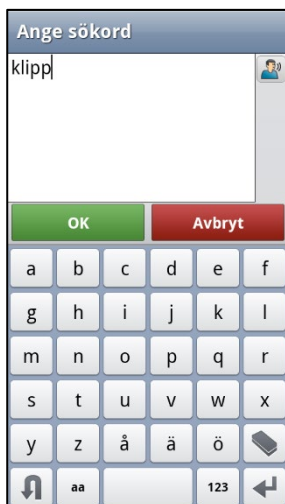 Ange sökord
klipp
OK Avbryt
a b c d e f
g h i j k l
m n o p q r
s t u v w x
y z å ä ö
aa 123